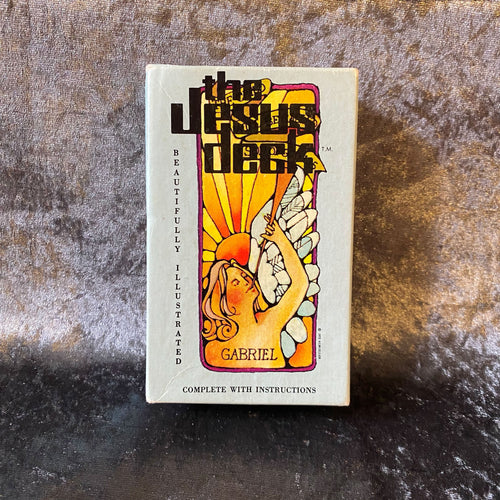 the
Jesus
deck
T.M.
BEAUTIFULLY ILLUSTRATED
GABRIEL
COMPLETE WITH INSTRUCTIONS